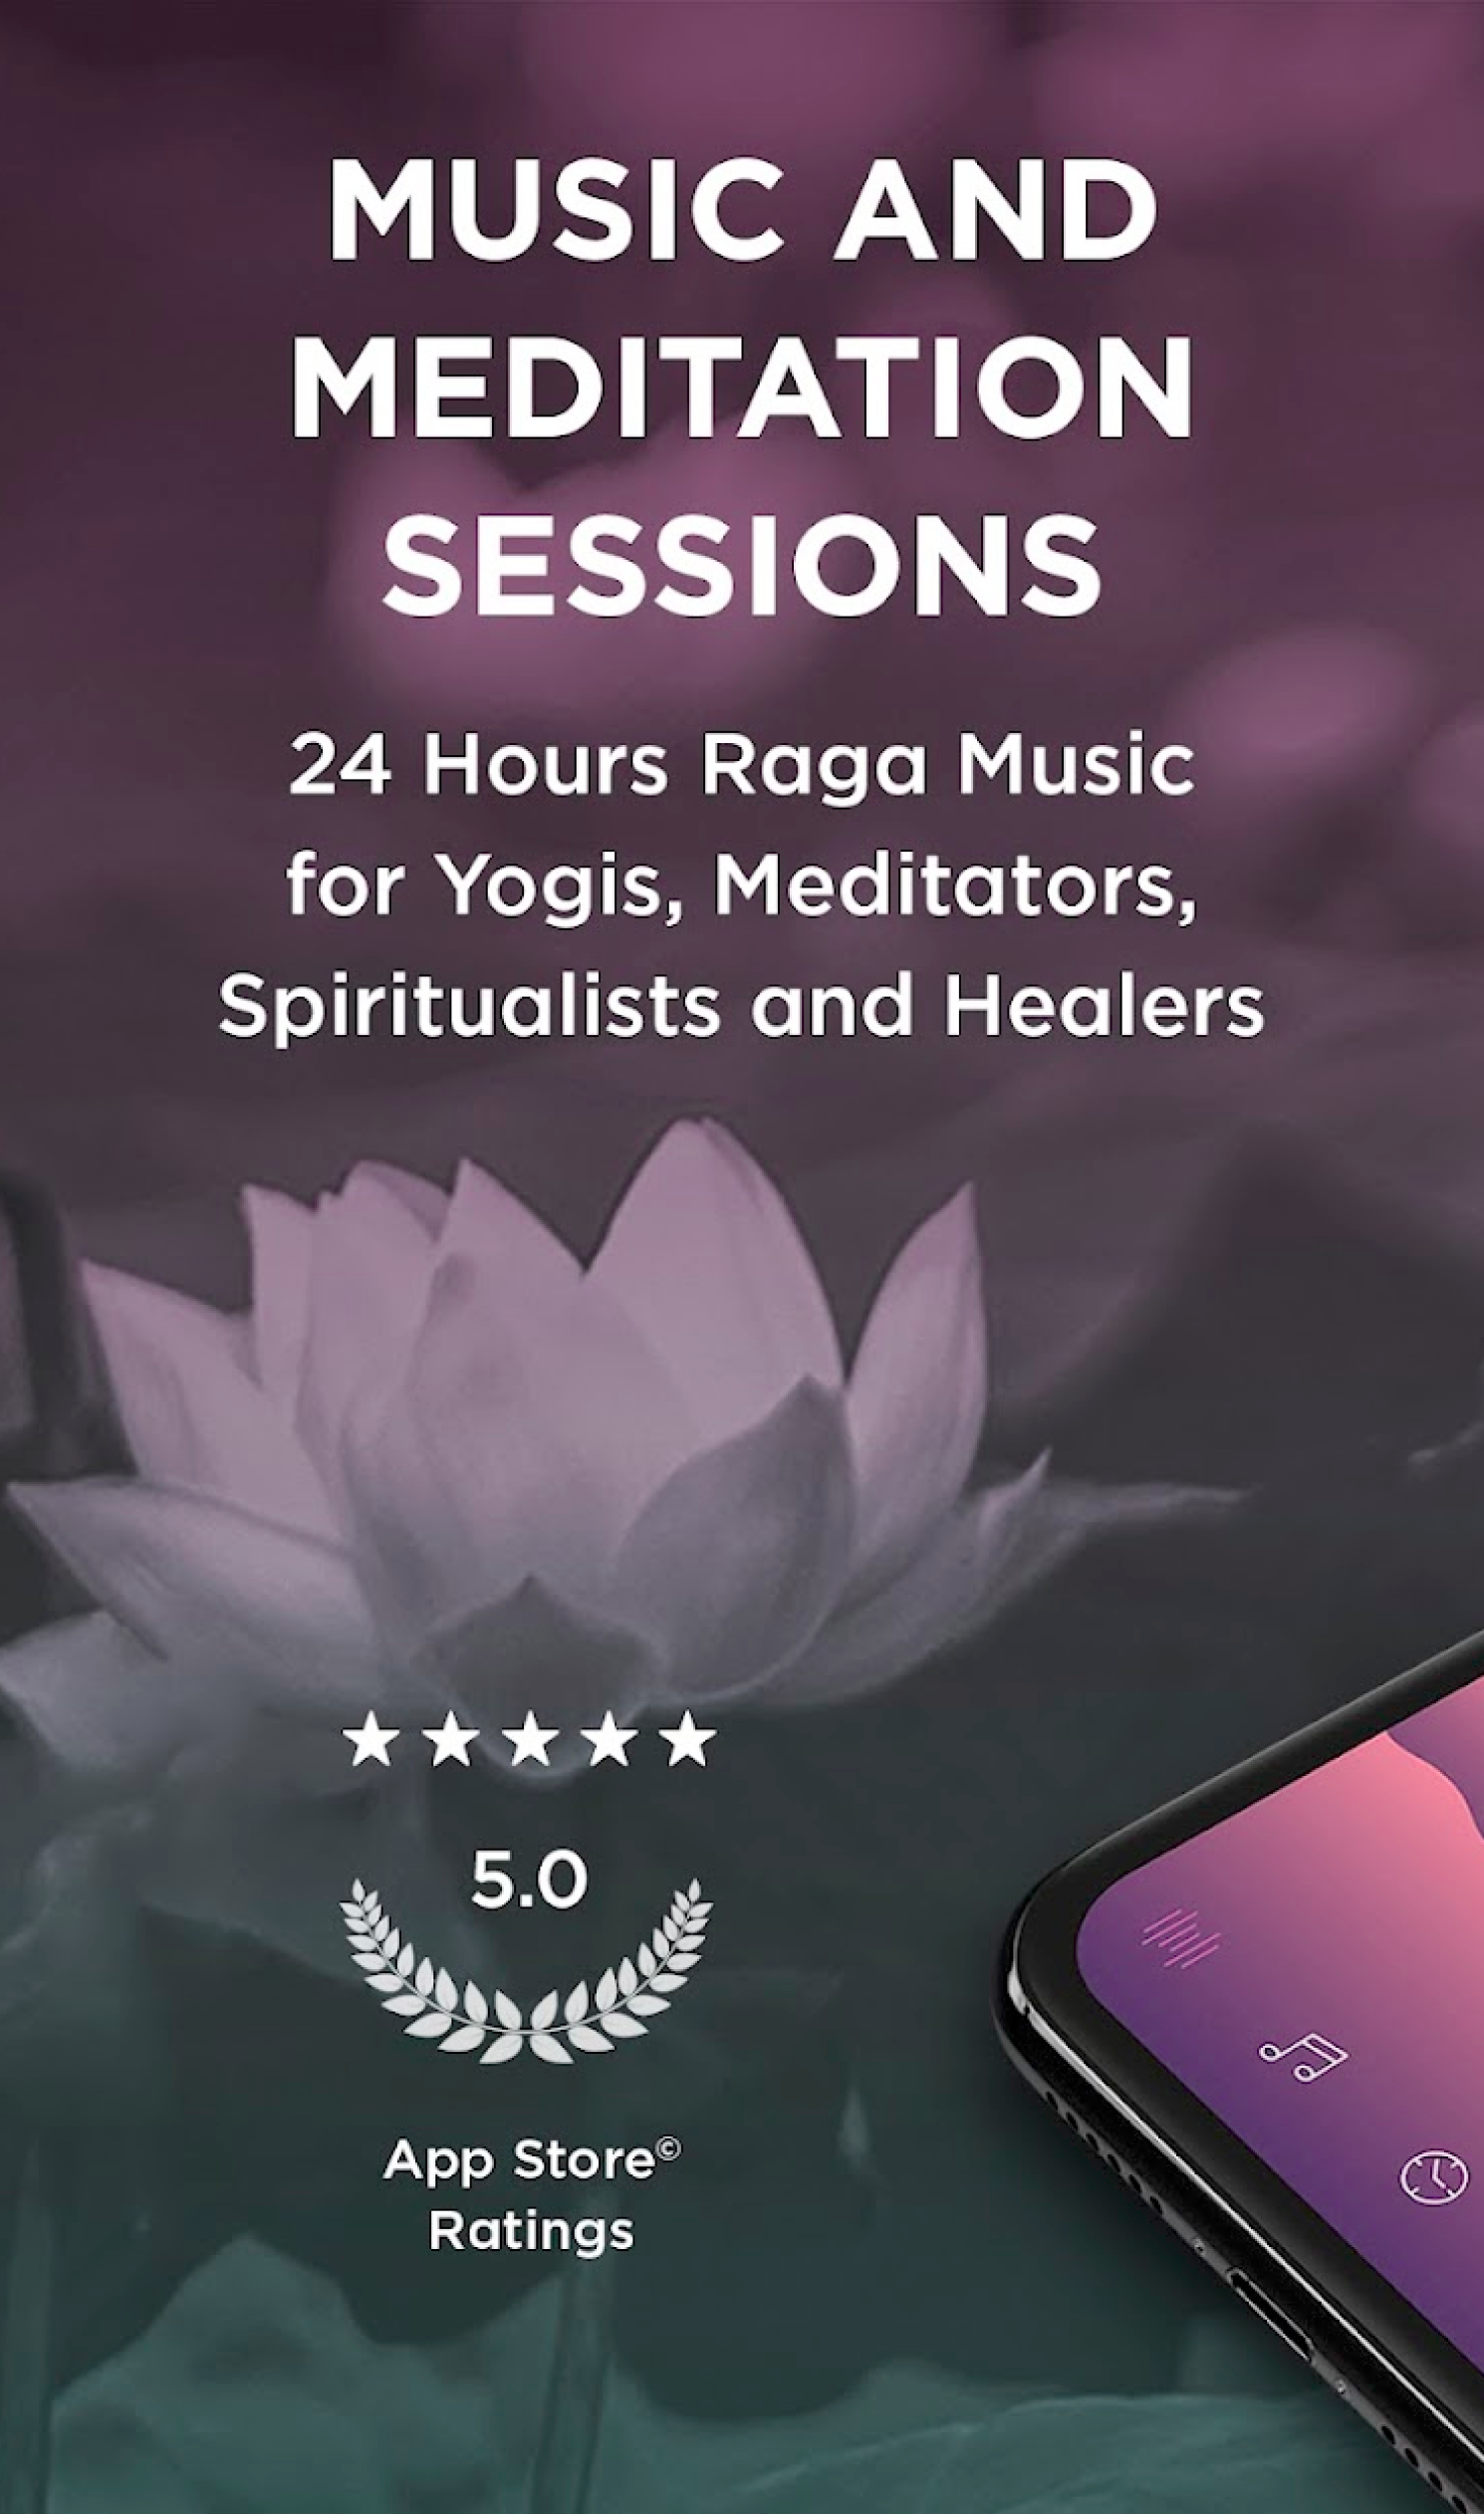 MUSIC AND
MEDITATION
SESSIONS
24 Hours Raga Music
for Yogis, Meditators,
Spiritualists and Healers
5.0
App Store©
Ratings